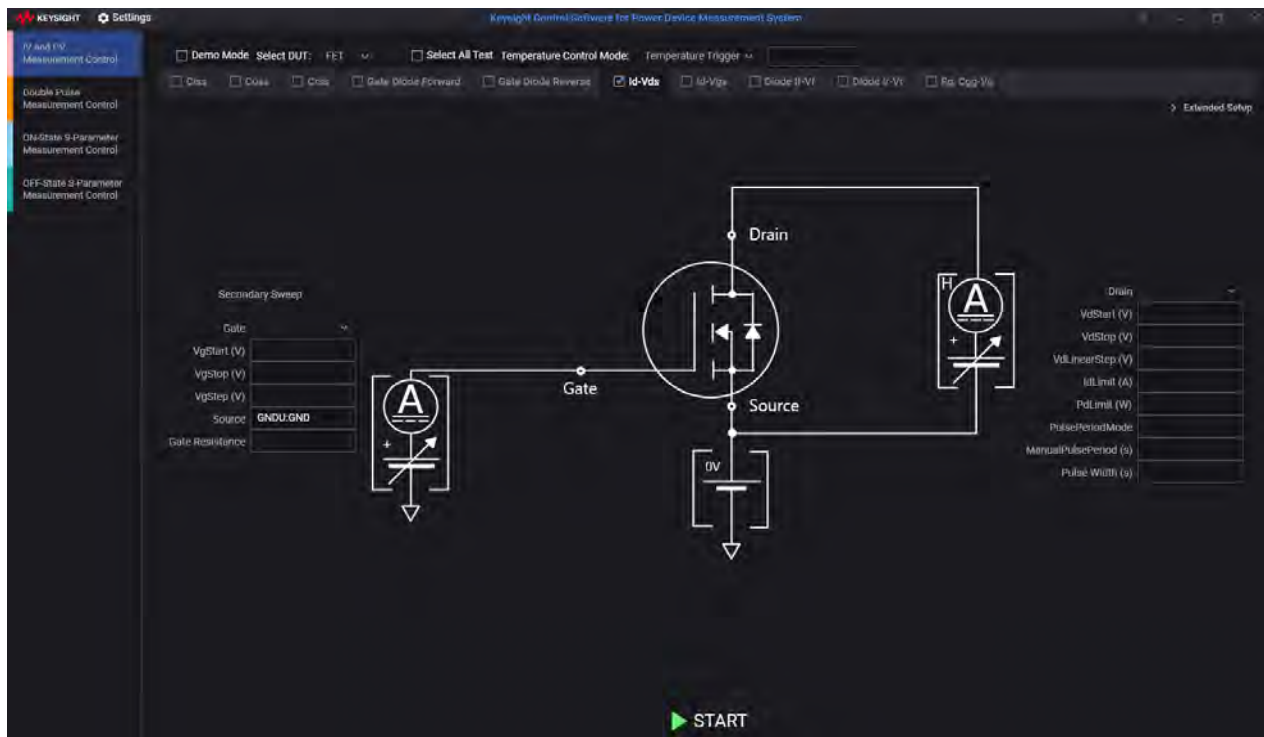 KEYSIGHT Settings
Keysight Control Software for Power Device Measurement System
IV and CV
Measurement Control
Double Pulse
Measurement Control
ON-State S-Parameter
Measurement Control
OFF-State S-Parameter
Measurement Control
Demo Mode Select DUT: FET Select All Test Temperature Control Mode: Temperature Trigger
Ciss Coss Crss Gate Diode Forward Gate Diode Reverse Id-Vds Id-Vgs Diode If-Vf Diode Ir-Vr
Extended Setup
Drain
Secondary Sweep
Gate
VgStart (V)
VgStop (V)
VgStep (V)
Source GNDU:GND
Gate Resistance
A
+
Gate
Source
0V
H
A
+
Drain
VdStart (V)
VdStop (V)
VdLinearStep (V)
IdLimit (A)
PdLimit (W)
PulsePeriodMode
ManualPulsePeriod (s)
Pulse Width (s)
START